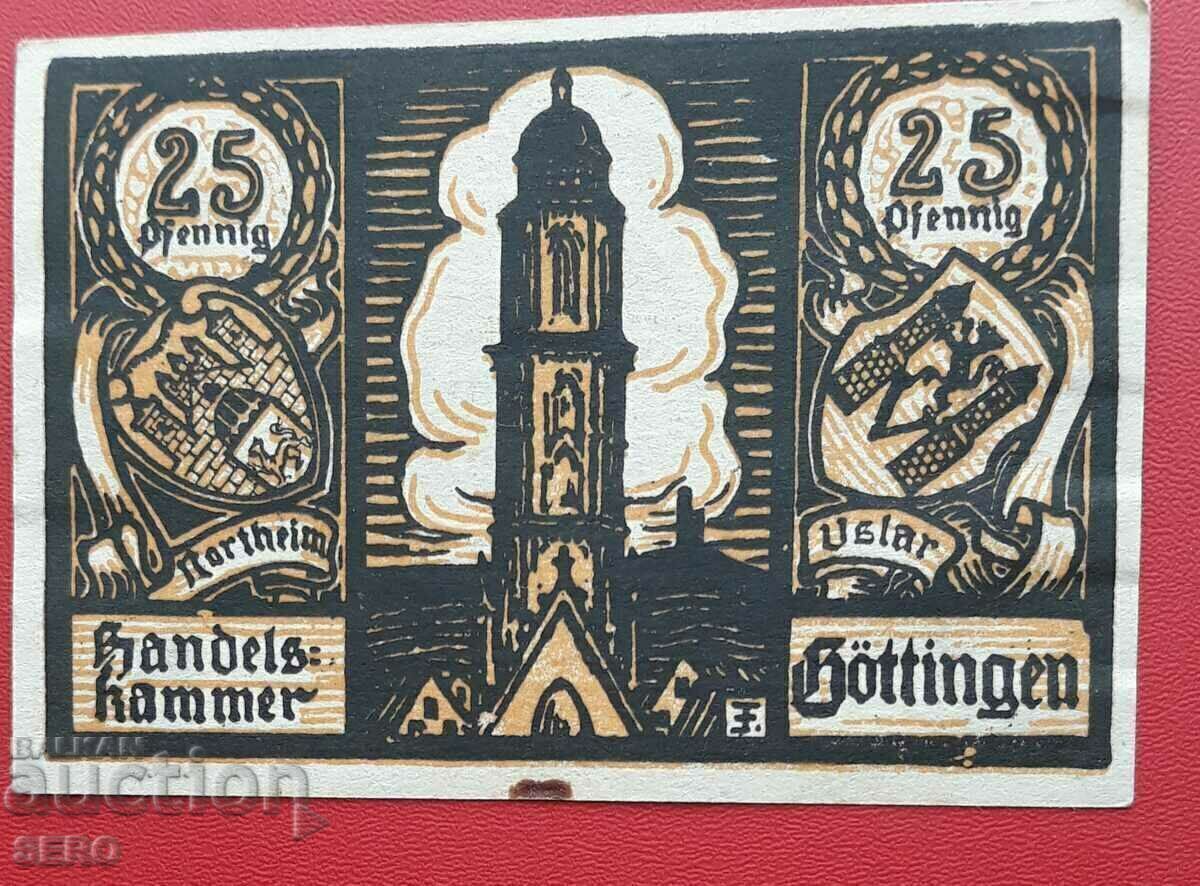 25
Pfennig
25
Pfennig
Northeim
Uslar
Handels=
kammer
Göttingen
BALKAN
auction
SERO